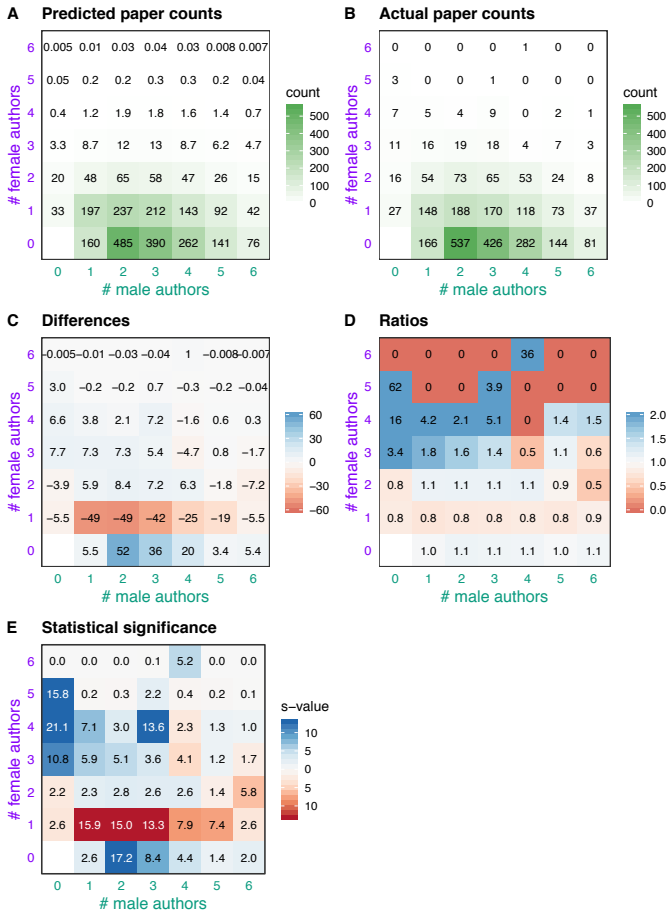 A Predicted paper counts
6 0.005 0.01 0.03 0.04 0.05 0.008 0.007
5 0.05 0.2 0.2 0.3 0.3 0.2 0.04
4 0.4 1.2 1.9 1.8 1.6 1.4 0.7
3 3.3 8.7 12 13 8.7 6.2 4.7
2 20 48 65 58 47 26 15
1 33 197 237 212 143 92 42
0 160 485 390 262 141 76
0 1 2 3 4 5 6
# male authors
# female authors
count
500
400
300
200
100
0
B Actual paper counts
6 0 0 0 0 1 0 0
5 3 0 0 1 0 0 0
4 7 5 4 9 0 2 1
3 11 16 19 18 4 7 3
2 16 54 73 65 53 24 8
1 27 148 188 170 118 73 37
0 166 537 426 282 144 81
0 1 2 3 4 5 6
# male authors
# female authors
count
500
400
300
200
100
0
C Differences
6 −0.005 −0.01 −0.03 −0.04 1 −0.008 −0.007
5 3.0 −0.2 −0.2 0.7 −0.3 −0.2 −0.04
4 6.6 3.8 2.1 7.2 −1.6 0.6 0.3
3 7.7 7.3 7.3 5.4 −4.7 0.8 −1.7
2 −3.9 5.9 8.4 7.2 6.3 −1.8 −7.2
1 −5.5 −49 −49 −42 −25 −19 −5.5
0 5.5 52 36 20 3.4 5.4
0 1 2 3 4 5 6
# male authors
# female authors
60
30
0
−30
−60
D Ratios
6 0 0 0 0 36 0 0
5 62 0 0 3.9 0 0 0
4 16 4.2 2.1 5.1 0 1.4 1.5
3 3.4 1.8 1.6 1.4 0.5 1.1 0.6
2 0.8 1.1 1.1 1.1 1.1 0.9 0.5
1 0.8 0.8 0.8 0.8 0.8 0.8 0.9
0 1.0 1.1 1.1 1.1 1.0 1.1
0 1 2 3 4 5 6
# male authors
# female authors
2.0
1.5
1.0
0.5
0.0
E Statistical significance
6 0.0 0.0 0.0 0.1 5.2 0.0 0.0
5 15.8 0.2 0.3 2.2 0.4 0.2 0.1
4 21.1 7.1 3.0 13.6 2.3 1.3 1.0
3 10.8 5.9 5.1 3.6 4.1 1.2 1.7
2 2.2 2.3 2.8 2.6 2.6 1.4 5.8
1 2.6 15.9 15.0 13.3 7.9 7.4 2.6
0 2.6 17.2 8.4 4.4 1.4 2.0
0 1 2 3 4 5 6
# male authors
# female authors
s-value
10
5
0
5
10